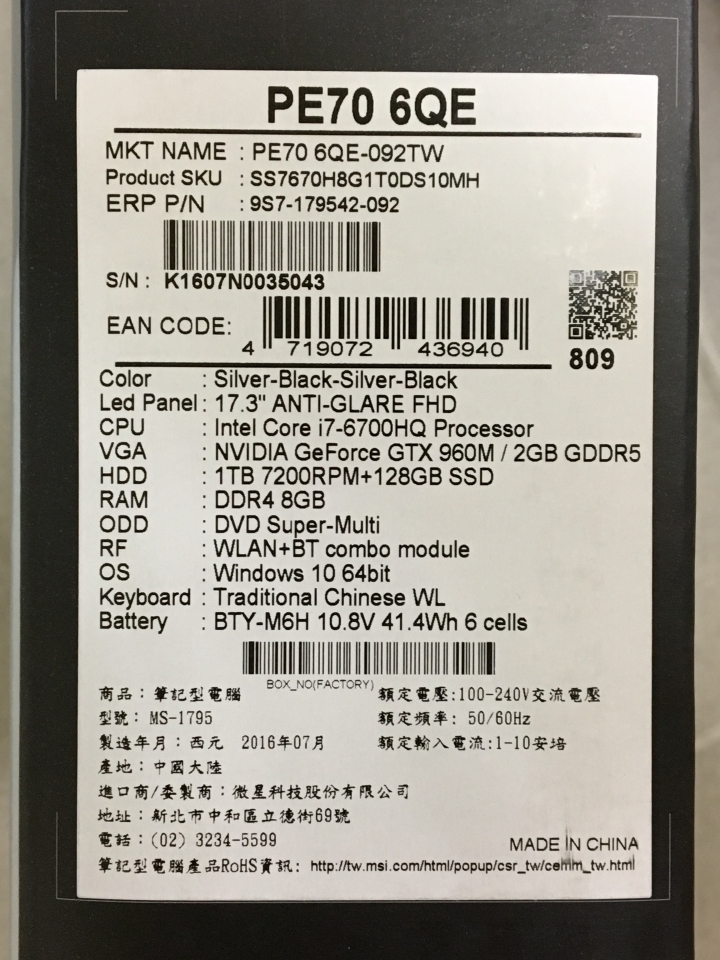 PE70 6QE
MKT NAME : PE70 6QE-092TW
Product SKU : SS7670H8G1T0DS10MH
ERP P/N : 9S7-179542-092
S/N : K1607N0035043
EAN CODE: 4 719072 436940
809
Color : Silver-Black-Silver-Black
Led Panel : 17.3" ANTI-GLARE FHD
CPU : Intel Core i7-6700HQ Processor
VGA : NVIDIA GeForce GTX 960M / 2GB GDDR5
HDD : 1TB 7200RPM+128GB SSD
RAM : DDR4 8GB
ODD : DVD Super-Multi
RF : WLAN+BT combo module
OS : Windows 10 64bit
Keyboard : Traditional Chinese WL
Battery : BTY-M6H 10.8V 41.4Wh 6 cells
BOX_NO(FACTORY)
商品：筆記型電腦 額定電壓:100-240V交流電壓
型號：MS-1795 額定頻率: 50/60Hz
製造年月：西元 2016年07月 額定輸入電流:1-10安培
產地：中國大陸
進口商/委製商：微星科技股份有限公司
地址：新北市中和區立德街69號
電話：(02) 3234-5599
MADE IN CHINA
筆記型電腦產品RoHS資訊: http://tw.msi.com/html/popup/csr_tw/cemm_tw.html